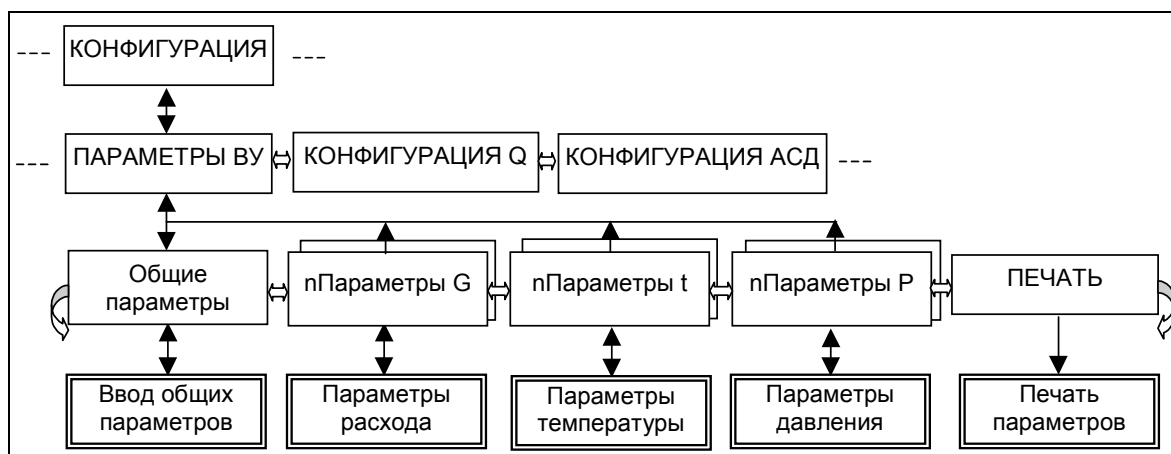 КОНФИГУРАЦИЯ
ПАРАМЕТРЫ ВУ
КОНФИГУРАЦИЯ Q
КОНФИГУРАЦИЯ АСД
Общие
параметры
nПараметры G
nПараметры t
nПараметры P
ПЕЧАТЬ
Ввод общих
параметров
Параметры
расхода
Параметры
температуры
Параметры
давления
Печать
параметров